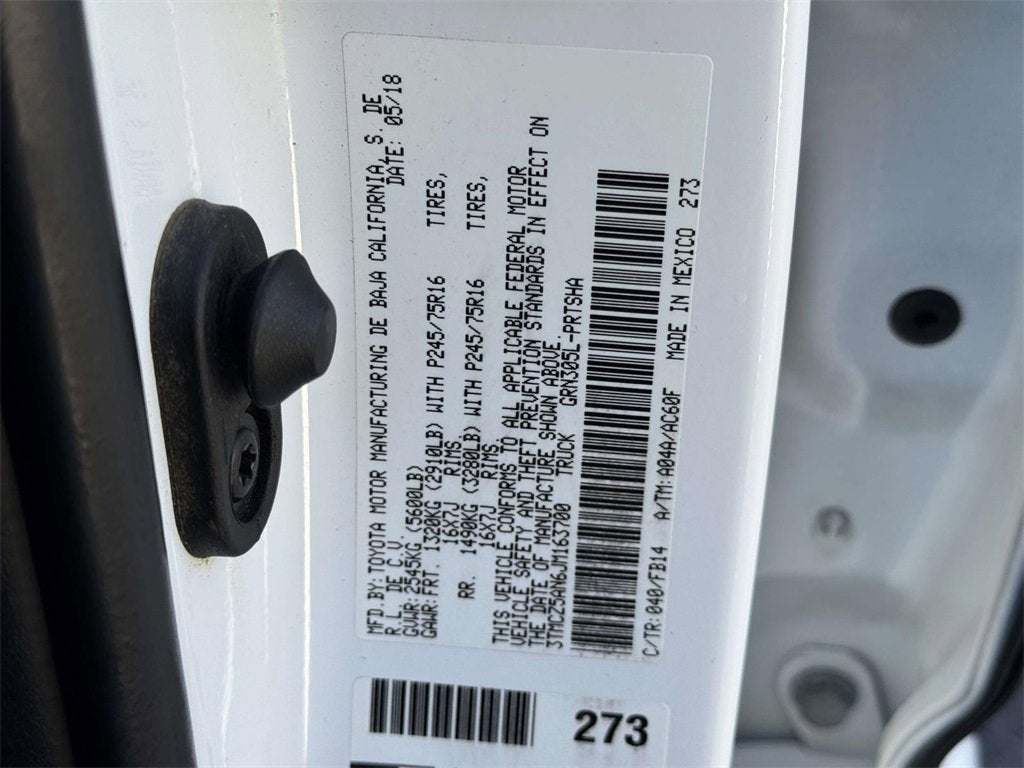 MFD.BY: TOYOTA MOTOR MANUFACTURING DE BAJA CALIFORNIA, S. DE
R.L. DE C.V. DATE: 05/18
GVWR: 2545KG (5600LB)
GAWR: FRT. 1320KG (2910LB) WITH P245/75R16 TIRES,
16X7J RIMS.
RR. 1490KG (3280LB) WITH P245/75R16 TIRES,
16X7J RIMS.
THIS VEHICLE CONFORMS TO ALL APPLICABLE FEDERAL MOTOR
VEHICLE SAFETY AND THEFT PREVENTION STANDARDS IN EFFECT ON
THE DATE OF MANUFACTURE SHOWN ABOVE.
3TMCZ5AN6JM163700 TRUCK GRN305L-PRTSHA
C/TR: 040/FB14 A/TM: A04A/AC60F MADE IN MEXICO 273
273